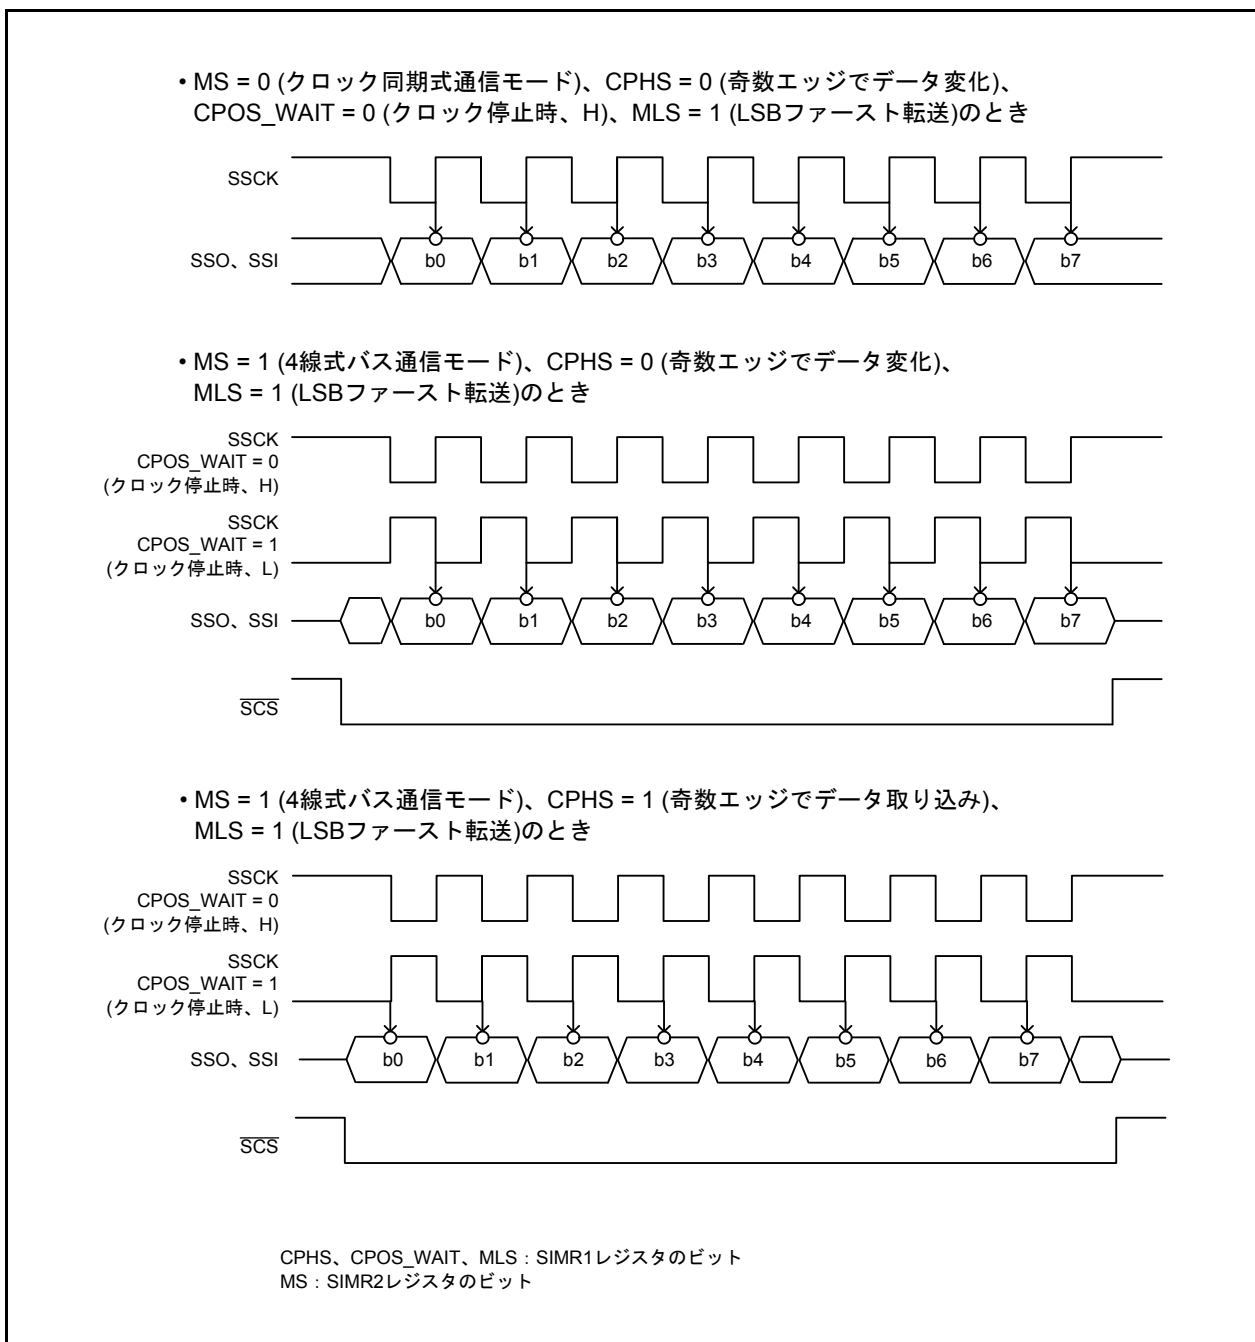 • MS = 0 (クロック同期式通信モード)、CPHS = 0 (奇数エッジでデータ変化)、
CPOS_WAIT = 0 (クロック停止時、H)、MLS = 1 (LSBファースト転送)のとき
SSCK
SSO、SSI b0 b1 b2 b3 b4 b5 b6 b7
• MS = 1 (4線式バス通信モード)、CPHS = 0 (奇数エッジでデータ変化)、
MLS = 1 (LSBファースト転送)のとき
SSCK
CPOS_WAIT = 0
(クロック停止時、H)
SSCK
CPOS_WAIT = 1
(クロック停止時、L)
SSO、SSI b0 b1 b2 b3 b4 b5 b6 b7
SCS
• MS = 1 (4線式バス通信モード)、CPHS = 1 (奇数エッジでデータ取り込み)、
MLS = 1 (LSBファースト転送)のとき
SSCK
CPOS_WAIT = 0
(クロック停止時、H)
SSCK
CPOS_WAIT = 1
(クロック停止時、L)
SSO、SSI b0 b1 b2 b3 b4 b5 b6 b7
SCS
CPHS、CPOS_WAIT、MLS：SIMR1レジスタのビット
MS：SIMR2レジスタのビット